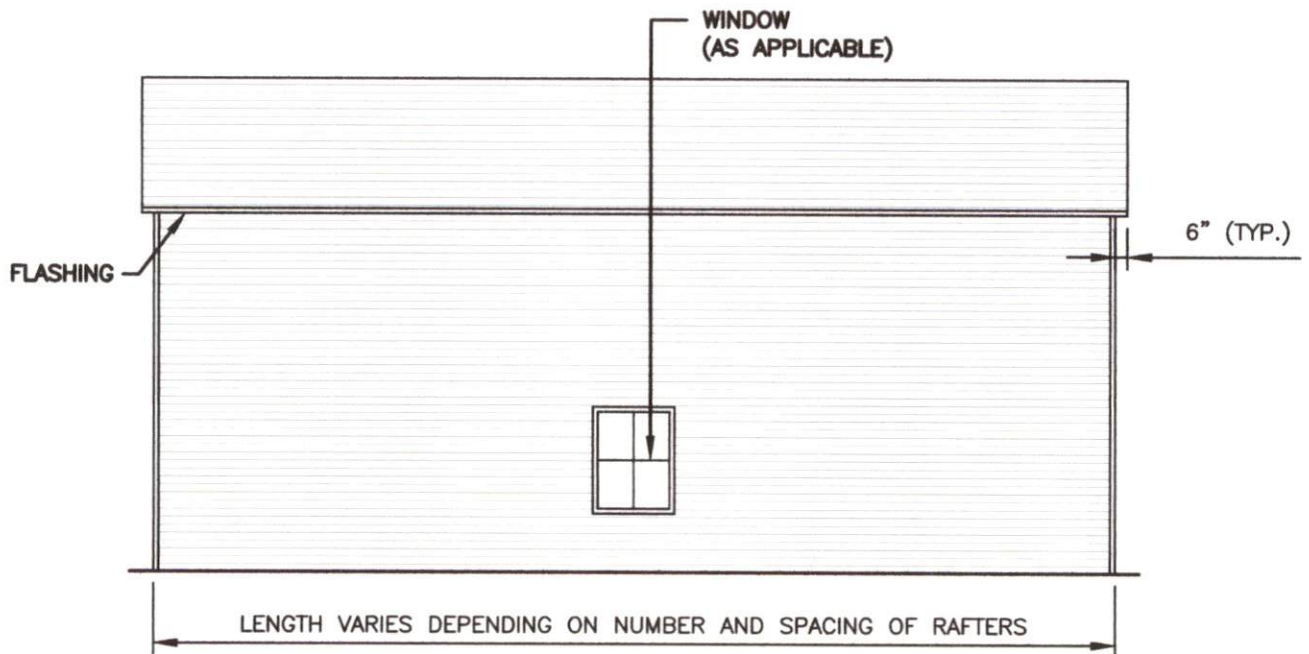 WINDOW
(AS APPLICABLE)
6" (TYP.)
FLASHING
LENGTH VARIES DEPENDING ON NUMBER AND SPACING OF RAFTERS